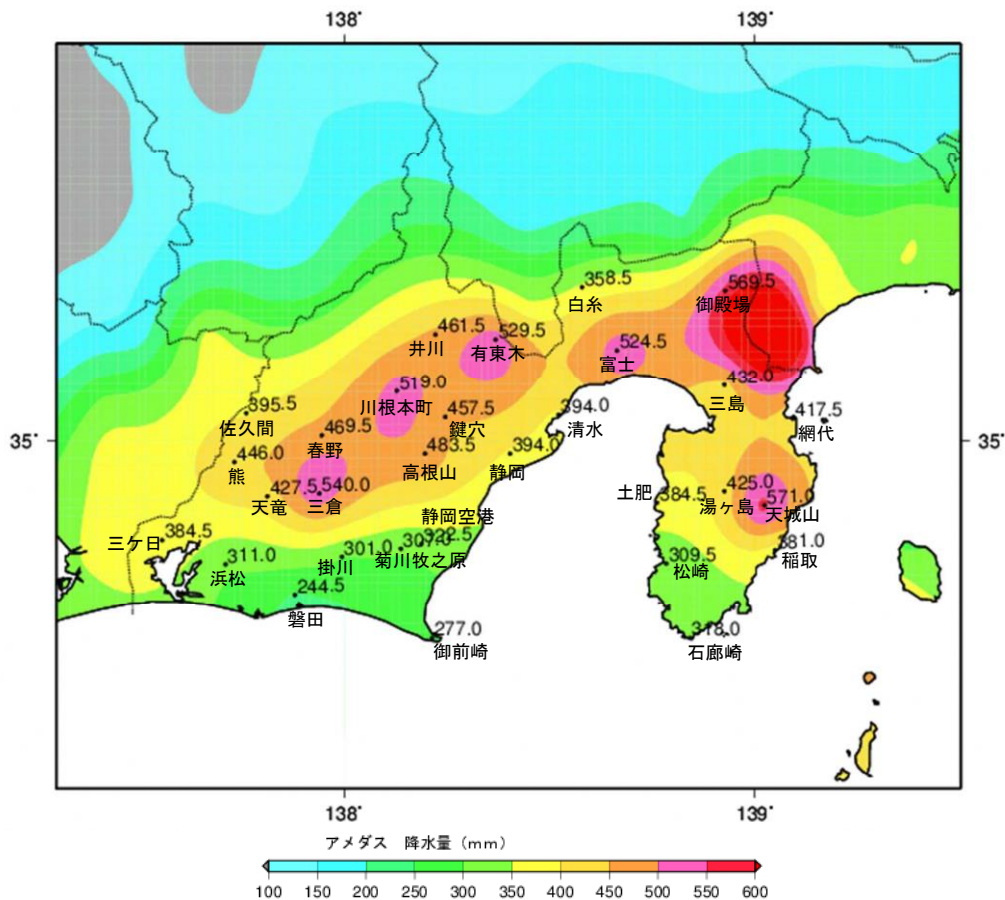 138°
139°
358.5
白糸
569.5
御殿場
461.5
井川
529.5
有東木
524.5
富士
519.0
川根本町
432.0
三島
395.5
佐久間
457.5
鍵穴
394.0
清水
417.5
網代
35°
35°
469.5
春野
446.0
熊
483.5
高根山
394.0
静岡
427.5
天竜
540.0
三倉
土肥
384.5
425.0
湯ヶ島
571.0
天城山
静岡空港
322.5
三ケ日
384.5
311.0
浜松
301.0
掛川
菊川牧之原
309.5
松崎
381.0
稲取
244.5
磐田
277.0
御前崎
318.0
石廊崎
138°
139°
アメダス 降水量（mm）
100 150 200 250 300 350 400 450 500 550 600